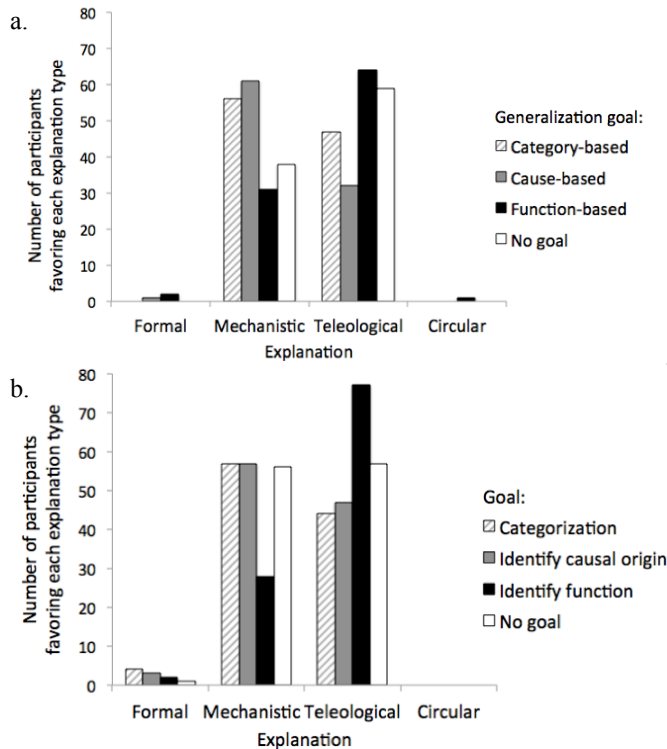 a.
80
70
60
50
40
30
20
10
0
Number of participants
favoring each explanation type
Formal Mechanistic Teleological Circular
Explanation
Generalization goal:
Category-based
Cause-based
Function-based
No goal
b.
80
70
60
50
40
30
20
10
0
Number of participants
favoring each explanation type
Formal Mechanistic Teleological Circular
Explanation
Goal:
Categorization
Identify causal origin
Identify function
No goal